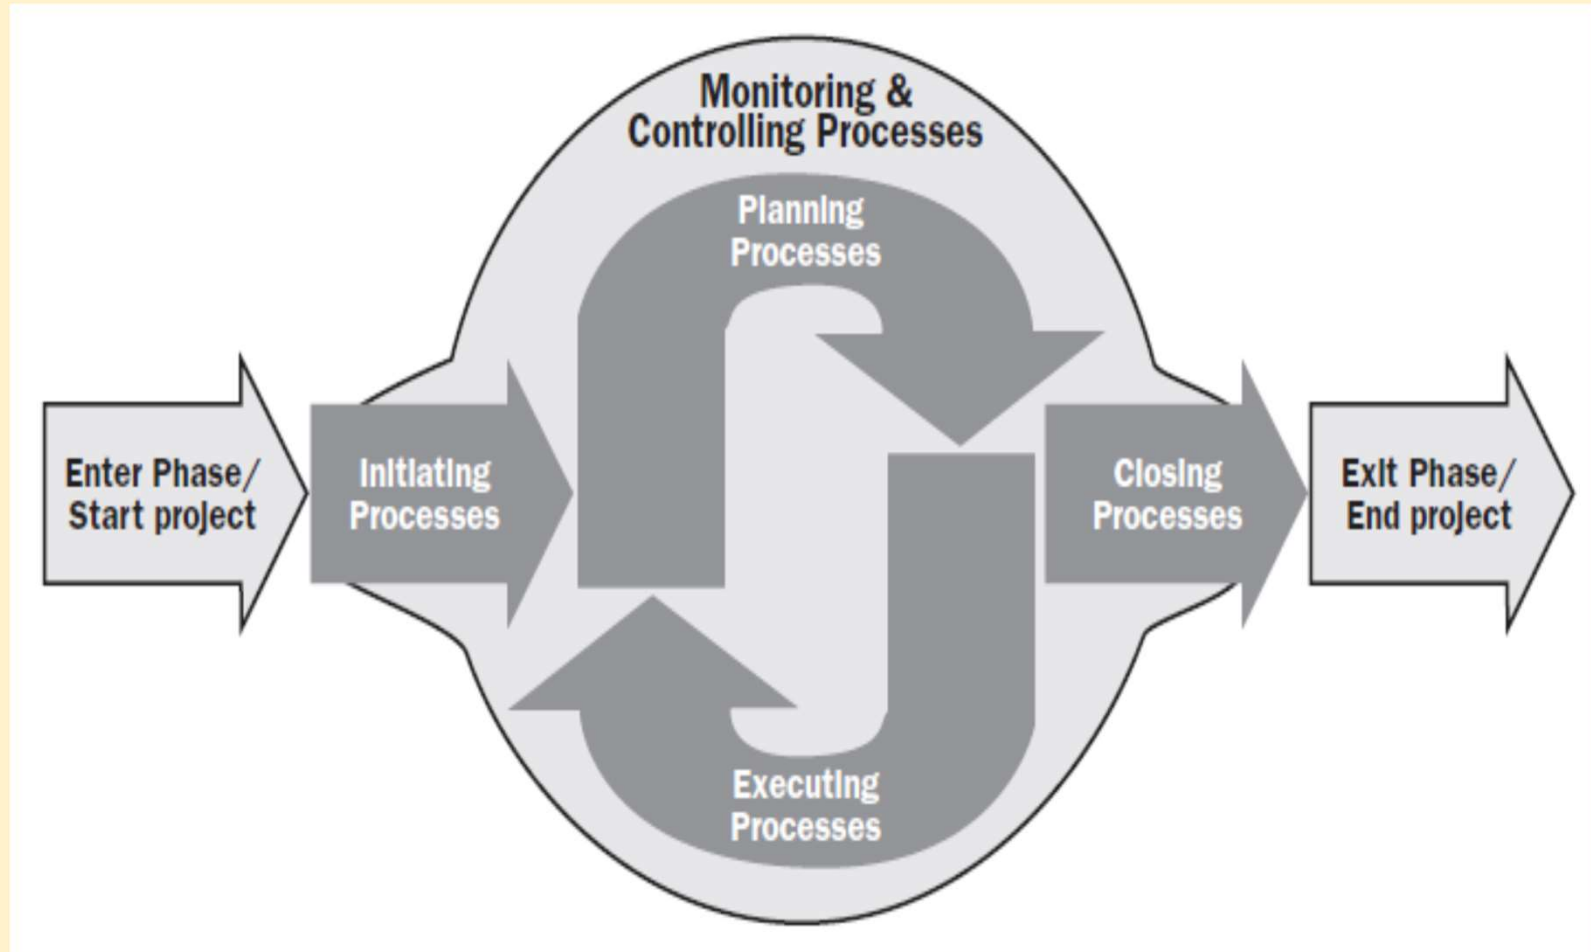 Monitoring &
Controlling Processes
Planning
Processes
Enter Phase/
Start project
Initiating
Processes
Closing
Processes
Exit Phase/
End project
Executing
Processes